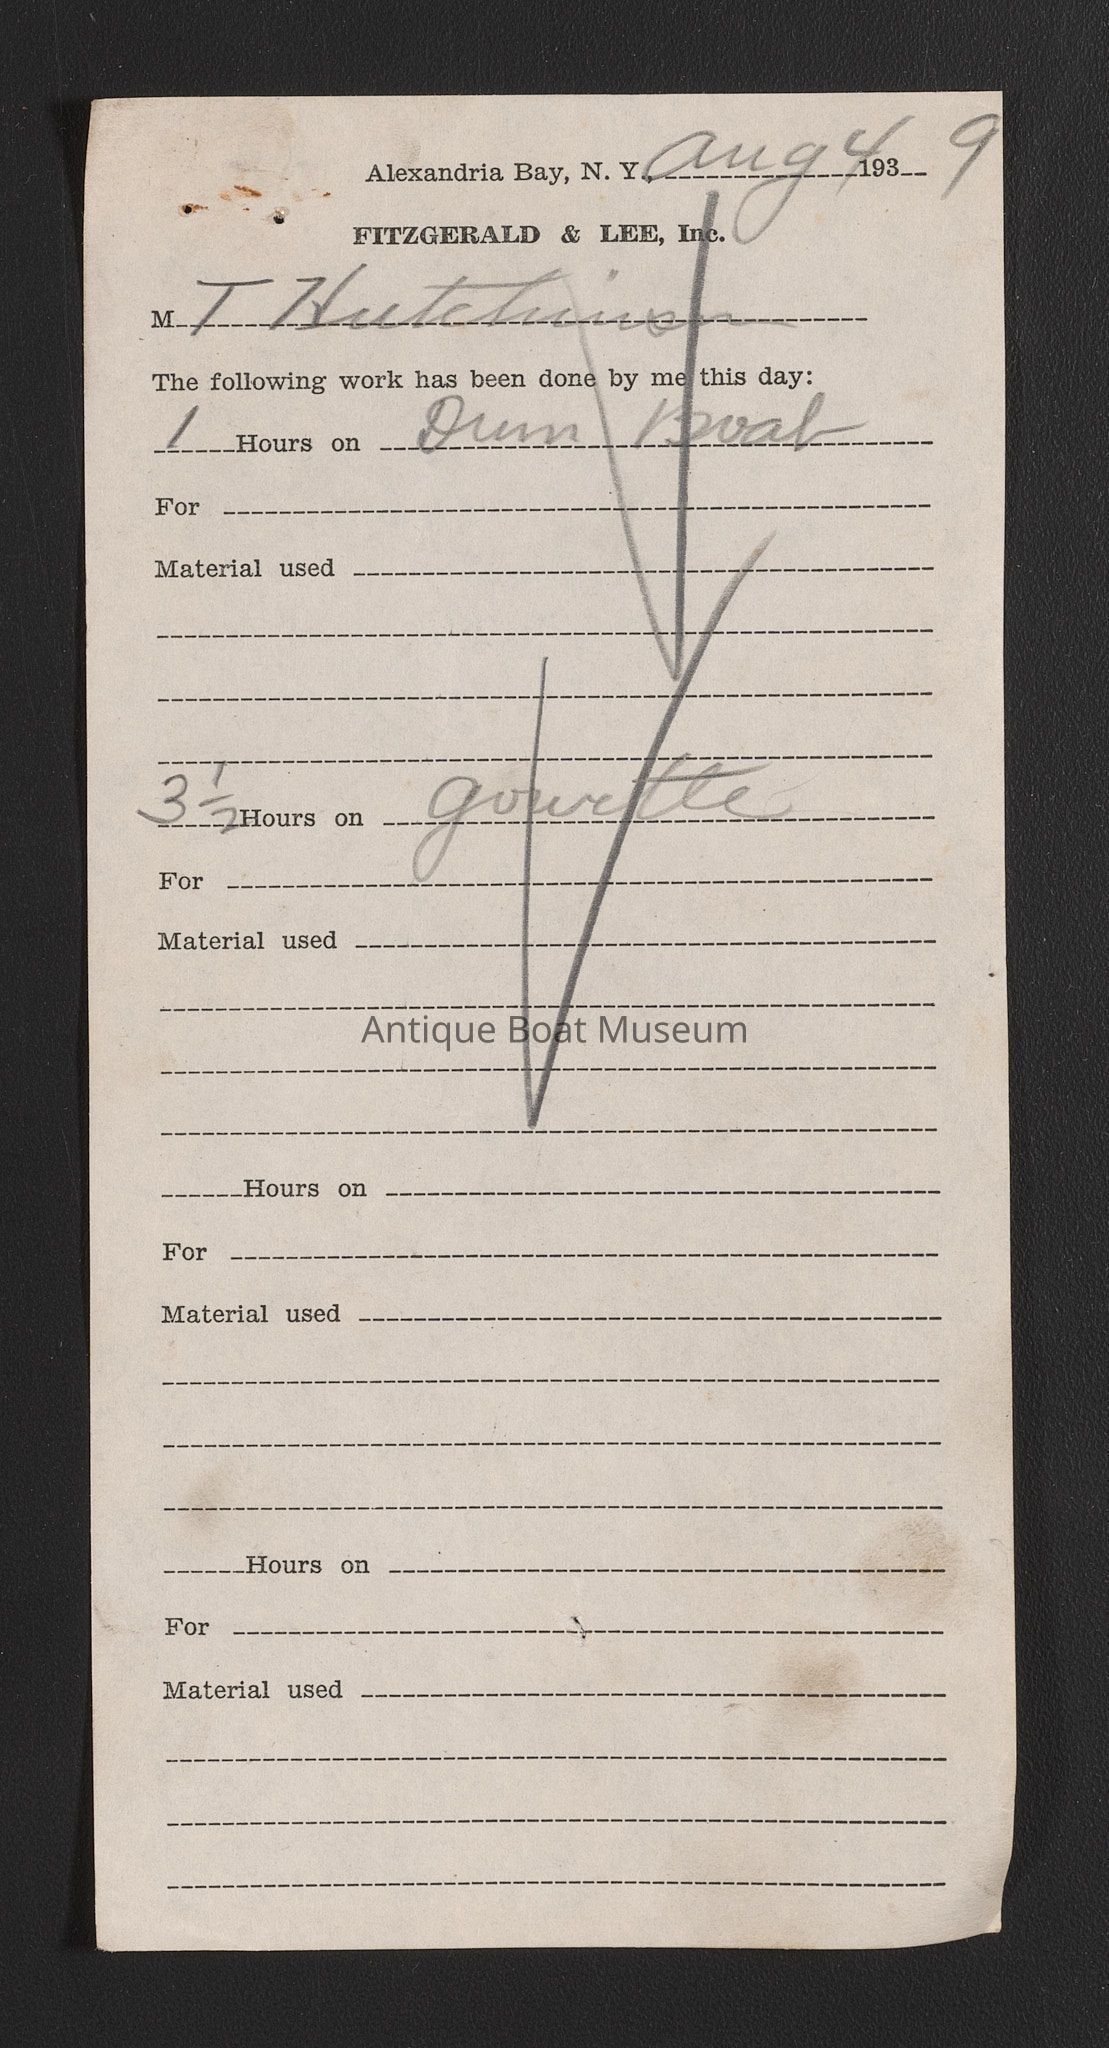 Alexandria Bay, N. Y., Aug 4, 1939
FITZGERALD & LEE, Inc.
M T Hutchinson
The following work has been done by me this day:
1 Hours on Drum Boat
For
Material used
3 1/2 Hours on
For
Material used
Antique Boat Museum
Hours on
For
Material used
Hours on
For
Material used